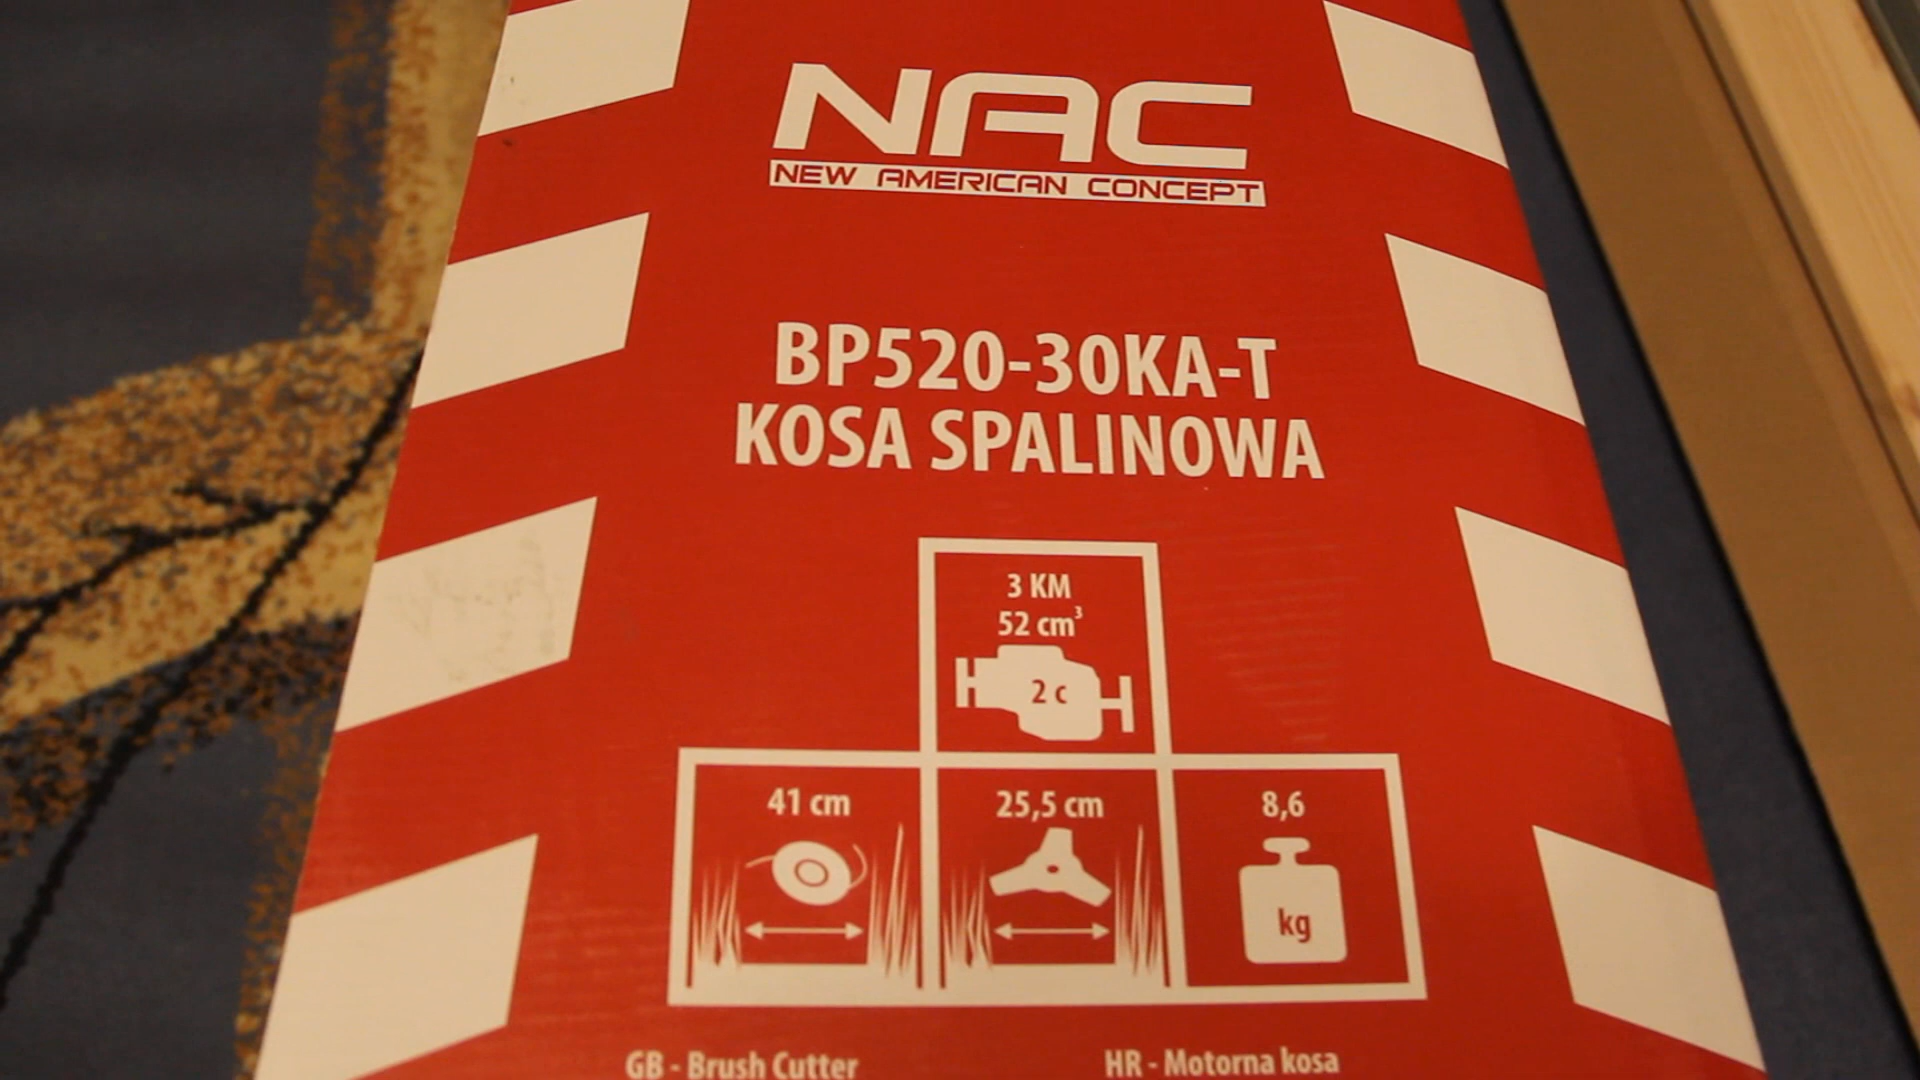 NAC
NEW AMERICAN CONCEPT
BP520-30KA-T
KOSA SPALINOWA
3 KM
52 cm³
2 c
41 cm
25,5 cm
8,6
kg
GB - Brush Cutter
HR - Motorna kosa